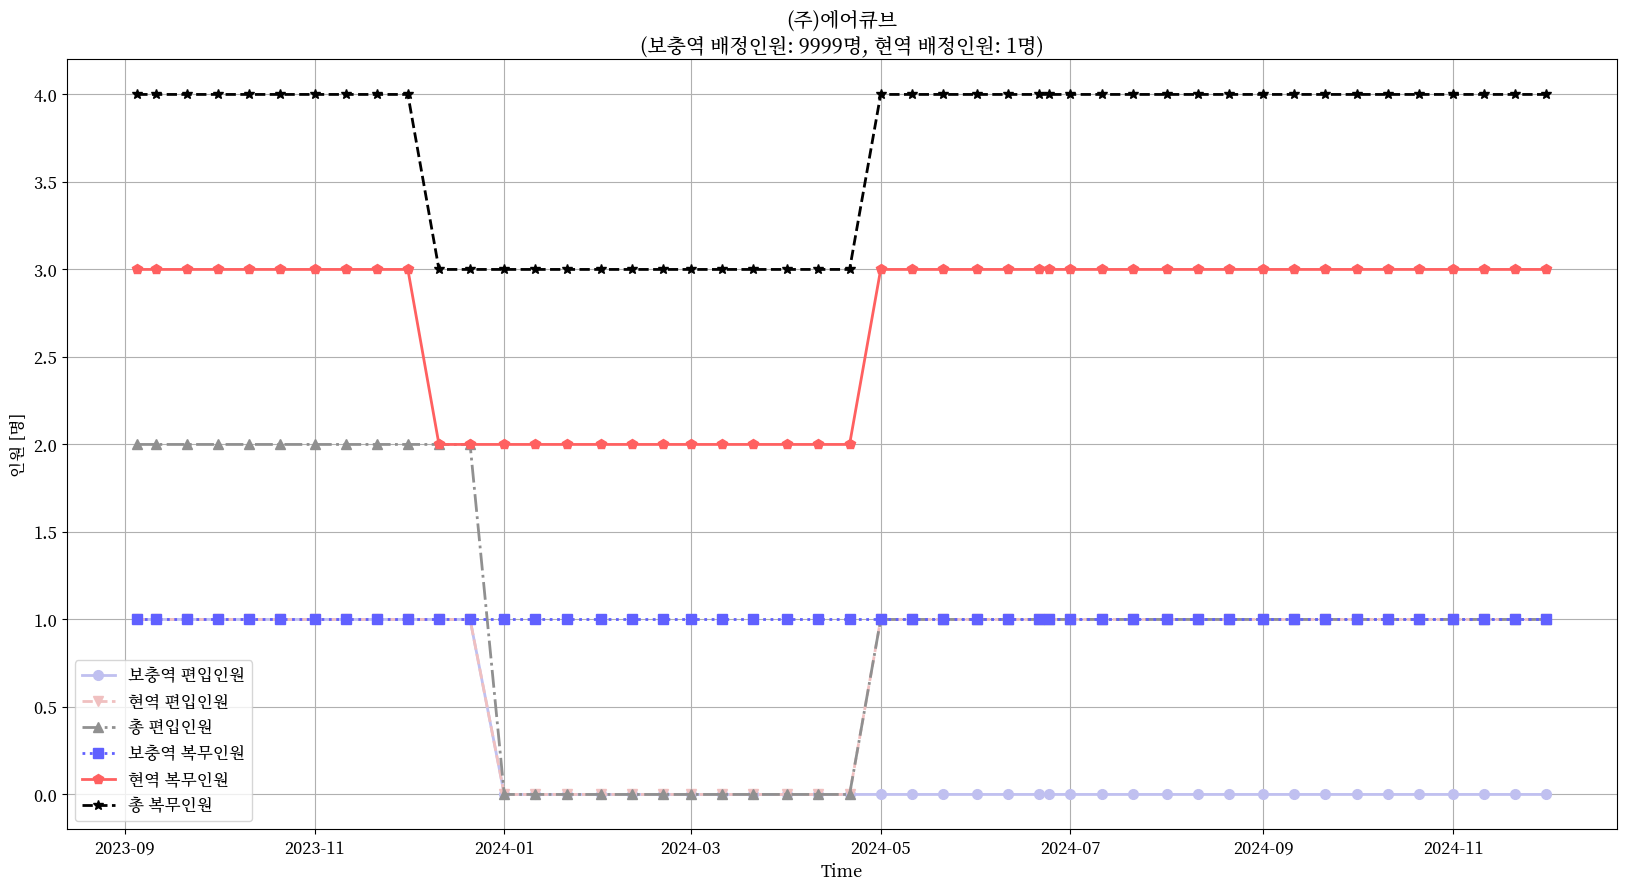 (주)에어큐브
(보충역 배정인원: 9999명, 현역 배정인원: 1명)
인원 [명]
4.0
3.5
3.0
2.5
2.0
1.5
1.0
0.5
0.0
보충역 편입인원
현역 편입인원
총 편입인원
보충역 복무인원
현역 복무인원
총 복무인원
2023-09 2023-11 2024-01 2024-03 2024-05 2024-07 2024-09 2024-11
Time